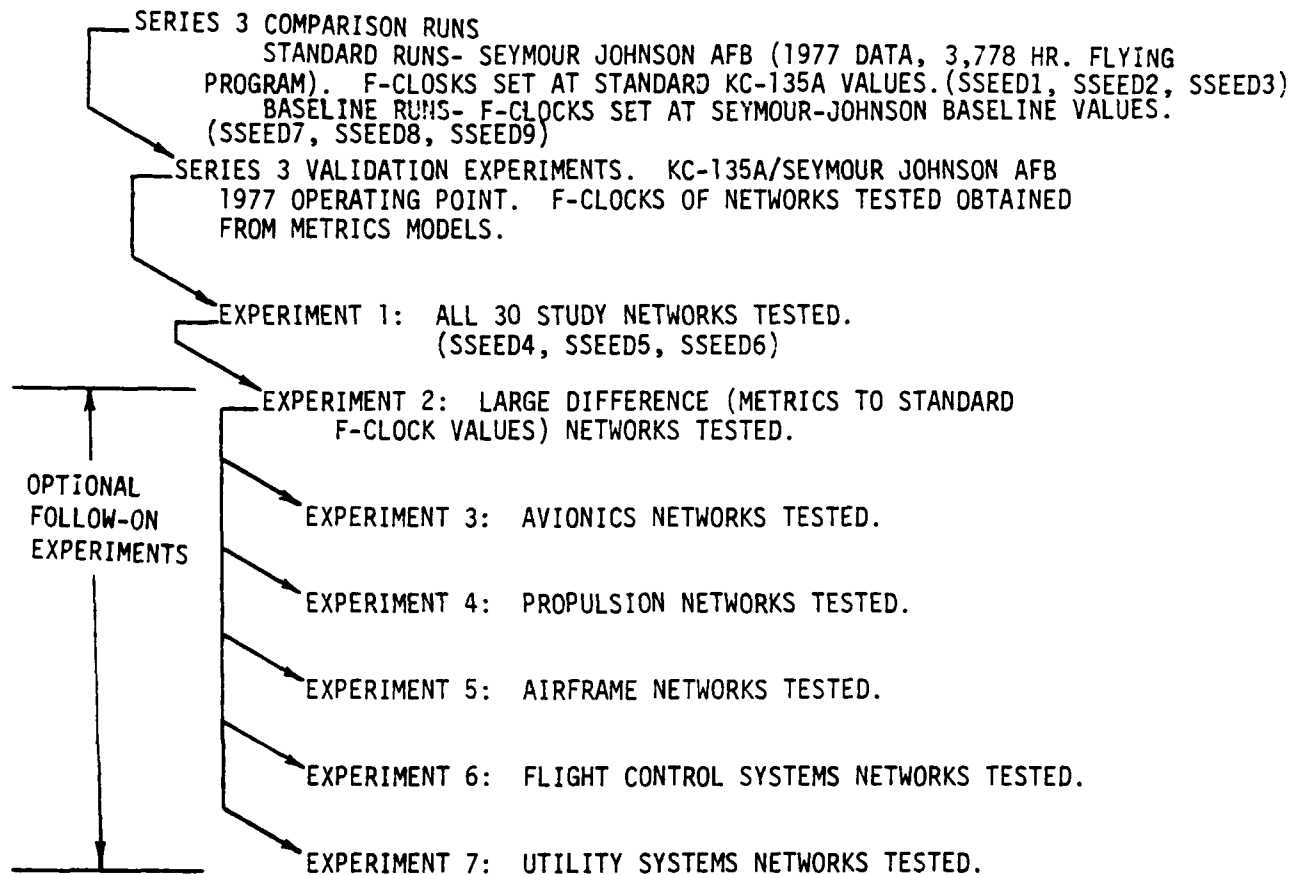 SERIES 3 COMPARISON RUNS
STANDARD RUNS- SEYMOUR JOHNSON AFB (1977 DATA, 3,778 HR. FLYING
PROGRAM). F-CLOSKS SET AT STANDARD KC-135A VALUES.(SSEED1, SSEED2, SSEED3)
BASELINE RUNS- F-CLOCKS SET AT SEYMOUR-JOHNSON BASELINE VALUES.
(SSEED7, SSEED8, SSEED9)
SERIES 3 VALIDATION EXPERIMENTS. KC-135A/SEYMOUR JOHNSON AFB
1977 OPERATING POINT. F-CLOCKS OF NETWORKS TESTED OBTAINED
FROM METRICS MODELS.
EXPERIMENT 1: ALL 30 STUDY NETWORKS TESTED.
(SSEED4, SSEED5, SSEED6)
EXPERIMENT 2: LARGE DIFFERENCE (METRICS TO STANDARD
F-CLOCK VALUES) NETWORKS TESTED.
OPTIONAL
FOLLOW-ON
EXPERIMENTS
EXPERIMENT 3: AVIONICS NETWORKS TESTED.
EXPERIMENT 4: PROPULSION NETWORKS TESTED.
EXPERIMENT 5: AIRFRAME NETWORKS TESTED.
EXPERIMENT 6: FLIGHT CONTROL SYSTEMS NETWORKS TESTED.
EXPERIMENT 7: UTILITY SYSTEMS NETWORKS TESTED.